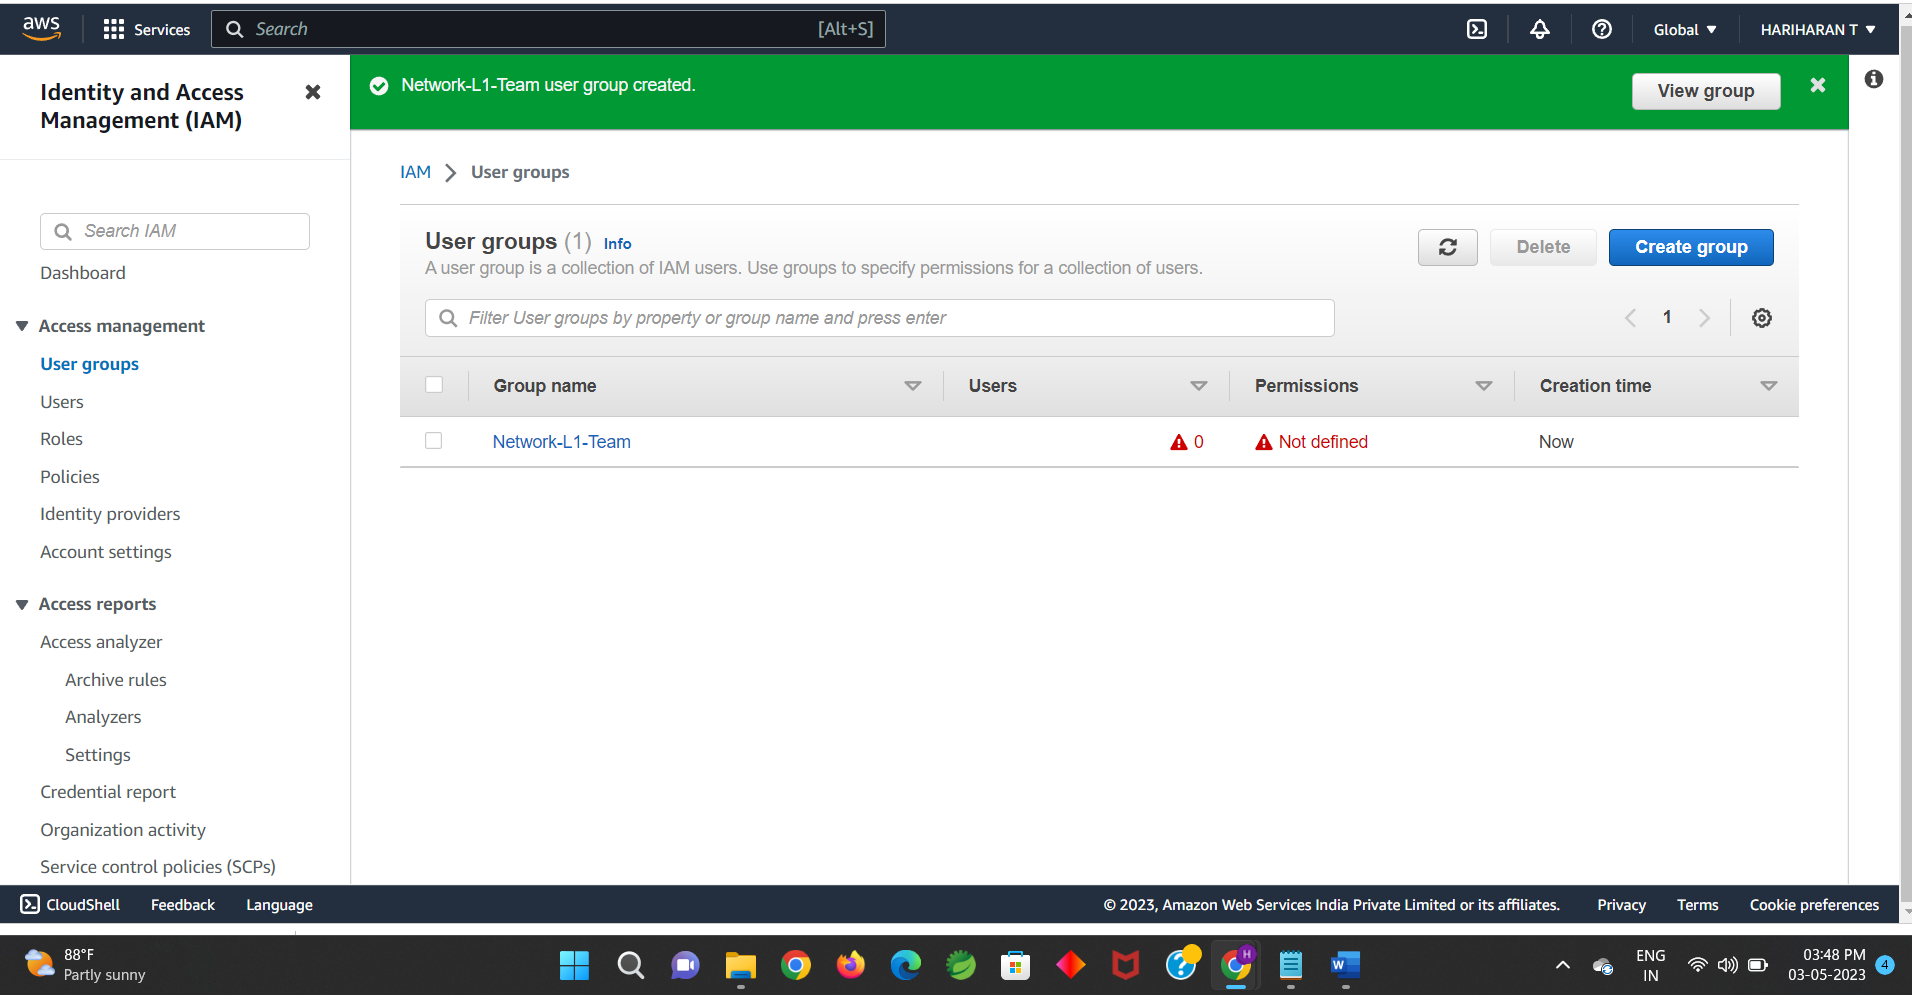 aws
Services
Search
[Alt+S]
Global
HARIHARAN T
Identity and Access
Management (IAM)
Search IAM
Dashboard
Access management
User groups
Users
Roles
Policies
Identity providers
Account settings
Access reports
Access analyzer
Archive rules
Analyzers
Settings
Credential report
Organization activity
Service control policies (SCPs)
Network-L1-Team user group created.
View group
IAM > User groups
User groups (1) Info
A user group is a collection of IAM users. Use groups to specify permissions for a collection of users.
Delete
Create group
Filter User groups by property or group name and press enter
1
Group name
Users
Permissions
Creation time
Network-L1-Team
0
Not defined
Now
CloudShell
Feedback
Language
© 2023, Amazon Web Services India Private Limited or its affiliates.
Privacy
Terms
Cookie preferences
88°F
Partly sunny
H
W
ENG
IN
03:48 PM
03-05-2023
4